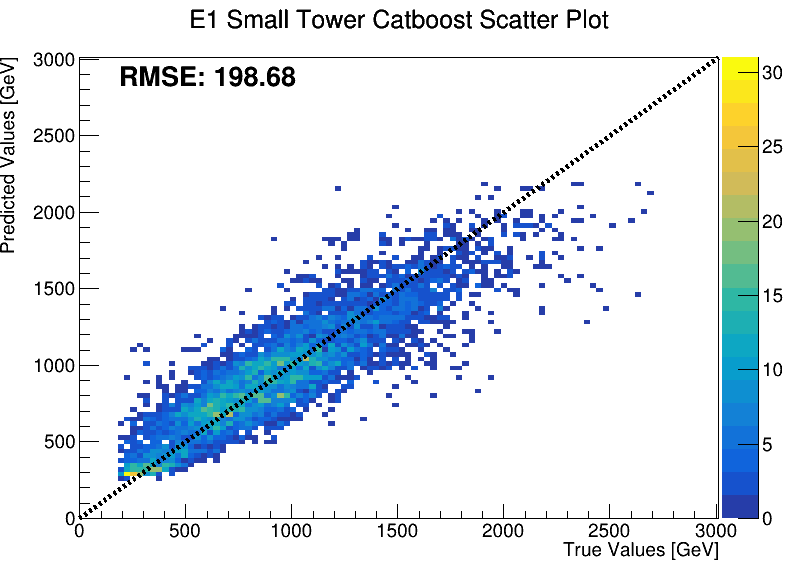 E1 Small Tower Catboost Scatter Plot
RMSE: 198.68
Predicted Values [GeV]
3000
2500
2000
1500
1000
500
0
0 500 1000 1500 2000 2500 3000
True Values [GeV]
30
25
20
15
10
5
0